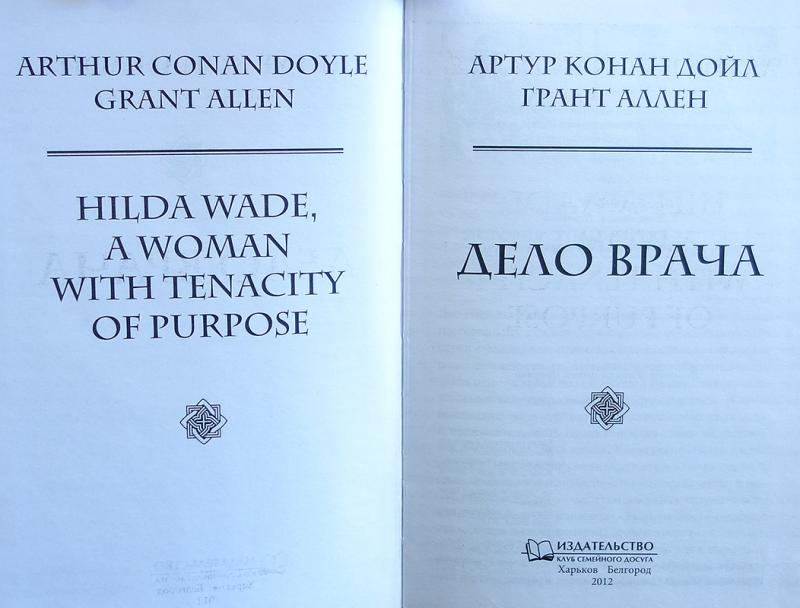 ARTHUR CONAN DOYLE
GRANT ALLEN
HILDA WADE,
A WOMAN
WITH TENACITY
OF PURPOSE
АРТУР КОНАН ДОЙЛ
ГРАНТ АЛЛЕН
ДЕЛО ВРАЧА
ИЗДАТЕЛЬСТВО
КЛУБ СЕМЕЙНОГО ДОСУГА
Харьков Белгород
2012